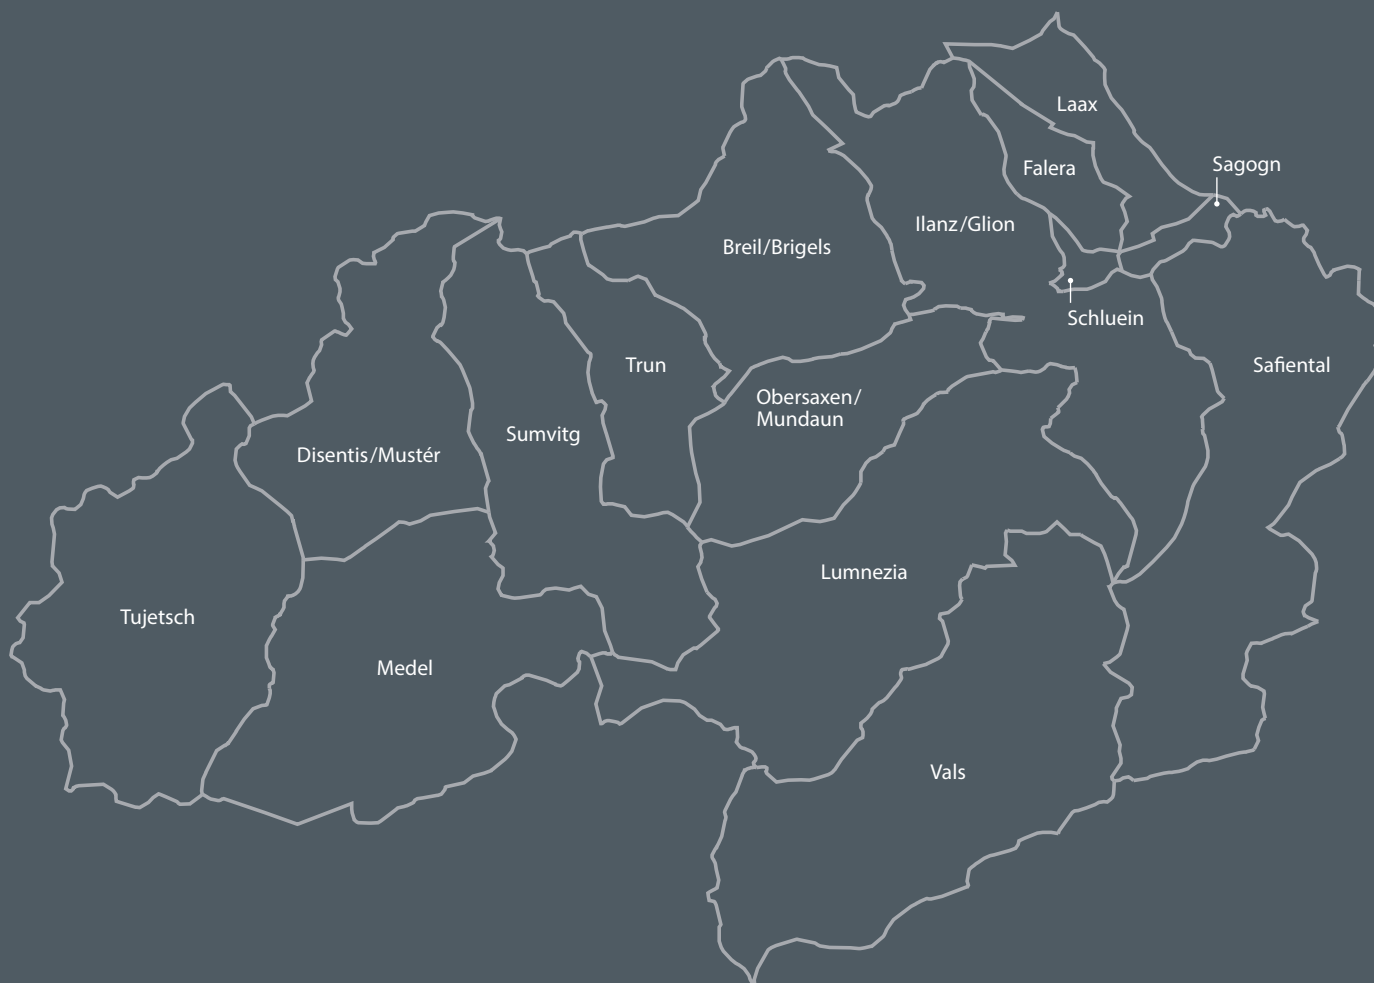 Laax
Sagogn
Falera
Ilanz/Glion
Breil/Brigels
Schluein
Trun
Safiental
Obersaxen/
Mundaun
Sumvitg
Disentis/Mustér
Lumnezia
Tujetsch
Medel
Vals